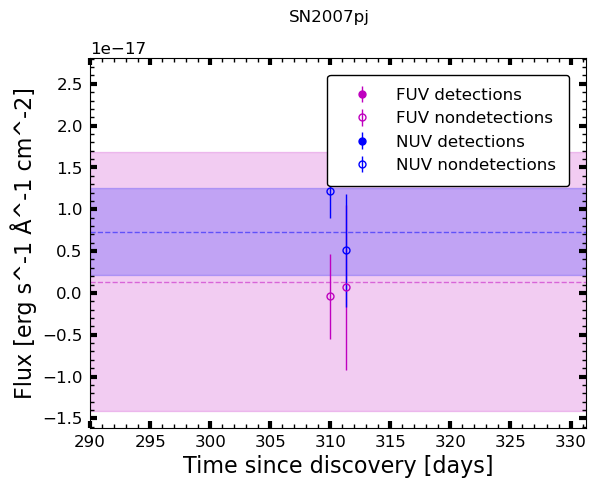 SN2007pj
1e−17
FUV detections
FUV nondetections
NUV detections
NUV nondetections
2.5
2.0
1.5
1.0
0.5
0.0
−0.5
−1.0
−1.5
Flux [erg s^-1 Å^-1 cm^-2]
290 295 300 305 310 315 320 325 330
Time since discovery [days]